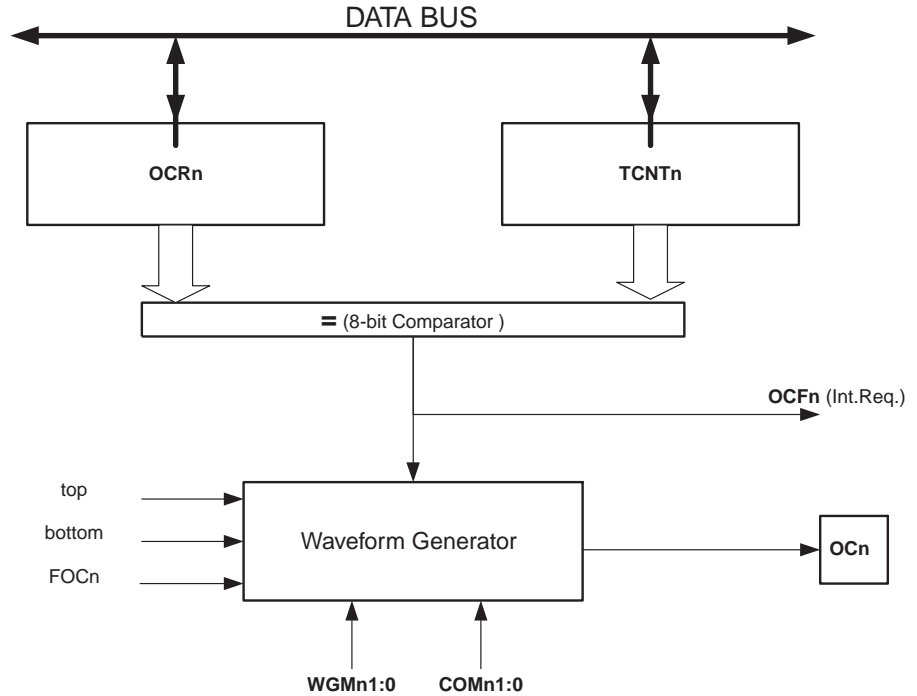 DATA BUS
OCRn
TCNTn
= (8-bit Comparator )
OCFn (Int.Req.)
top
bottom
FOCn
Waveform Generator
OCn
WGMn1:0
COMn1:0